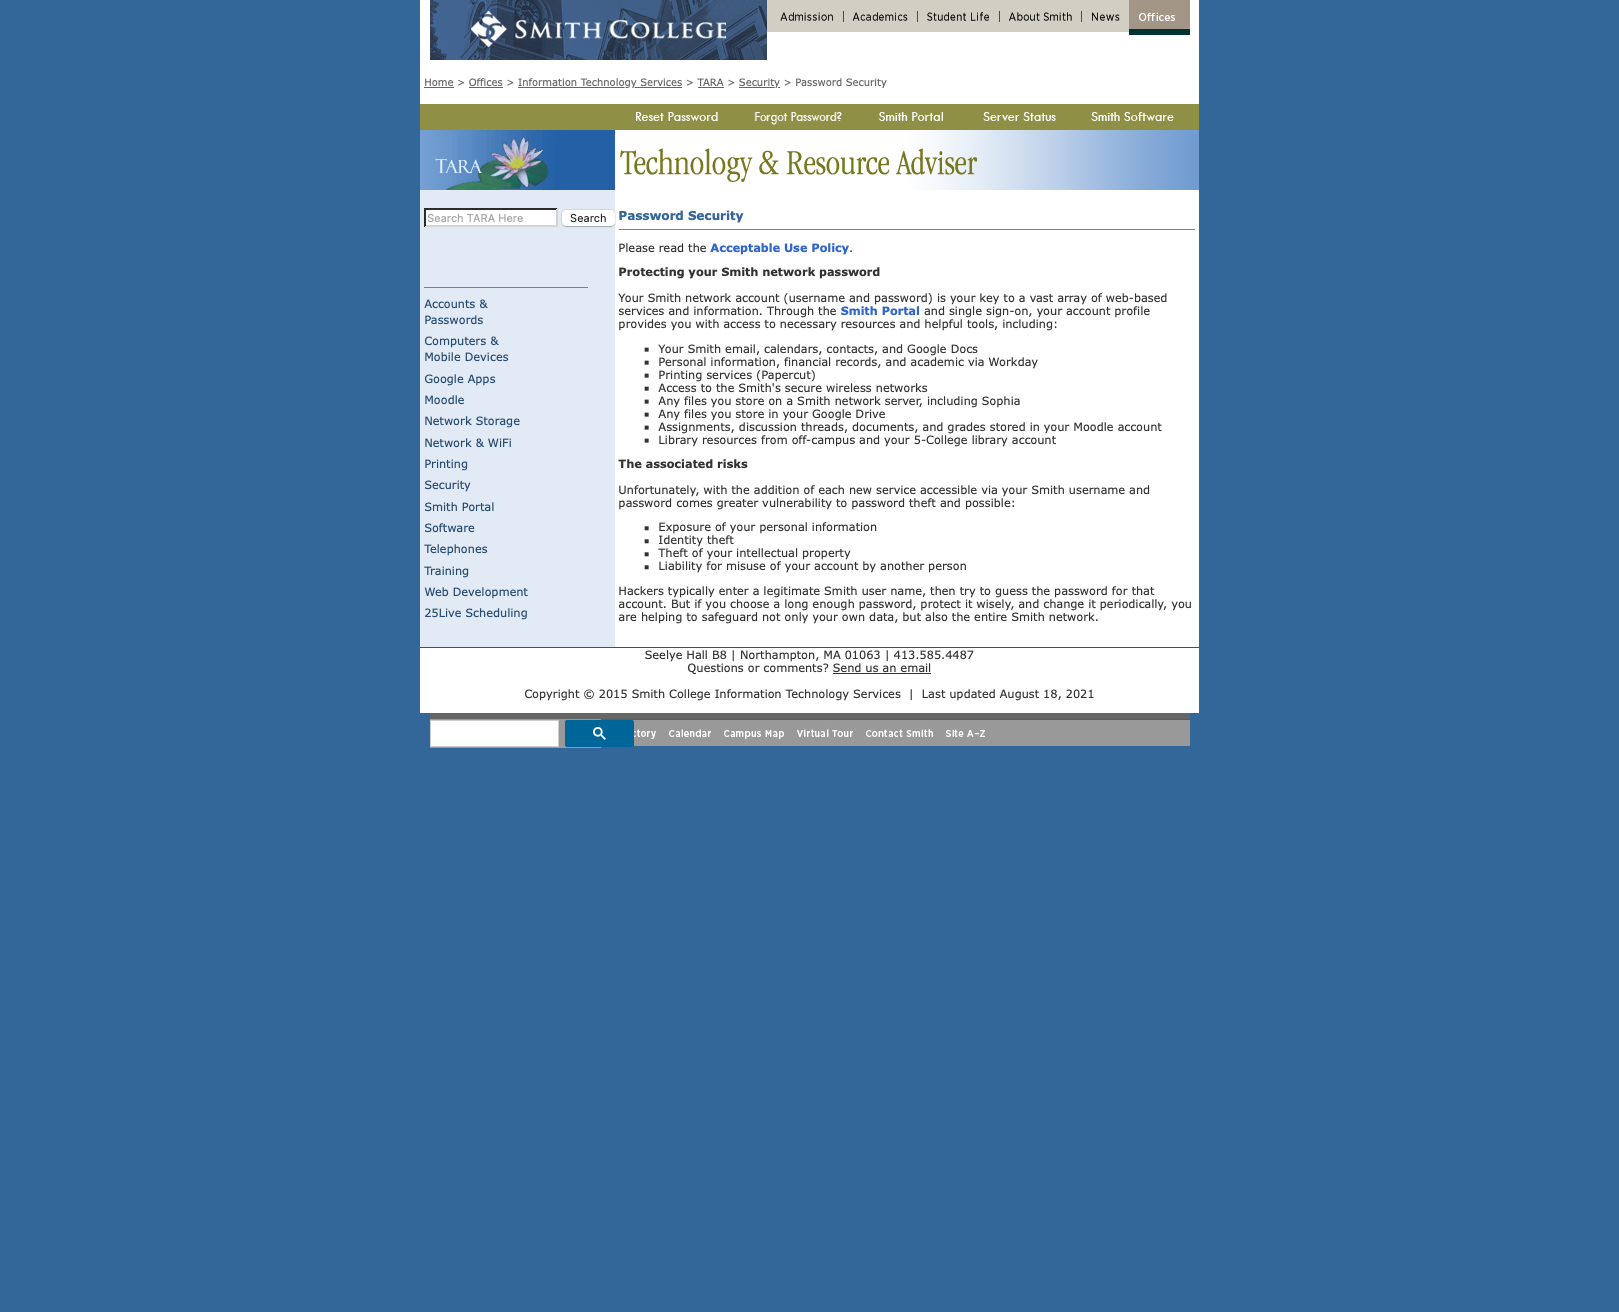 SMITH COLLEGE
Admission | Academics | Student Life | About Smith | News Offices
Home > Offices > Information Technology Services > TARA > Security > Password Security
Reset Password Forgot Password? Smith Portal Server Status Smith Software
TARA
Technology & Resource Adviser
Search TARA Here Search
Accounts &
Passwords
Computers &
Mobile Devices
Google Apps
Moodle
Network Storage
Network & WiFi
Printing
Security
Smith Portal
Software
Telephones
Training
Web Development
25Live Scheduling
Password Security
Please read the Acceptable Use Policy.
Protecting your Smith network password
Your Smith network account (username and password) is your key to a vast array of web-based
services and information. Through the Smith Portal and single sign-on, your account profile
provides you with access to necessary resources and helpful tools, including:
▪ Your Smith email, calendars, contacts, and Google Docs
▪ Personal information, financial records, and academic via Workday
▪ Printing services (Papercut)
▪ Access to the Smith's secure wireless networks
▪ Any files you store on a Smith network server, including Sophia
▪ Any files you store in your Google Drive
▪ Assignments, discussion threads, documents, and grades stored in your Moodle account
▪ Library resources from off-campus and your 5-College library account
The associated risks
Unfortunately, with the addition of each new service accessible via your Smith username and
password comes greater vulnerability to password theft and possible:
▪ Exposure of your personal information
▪ Identity theft
▪ Theft of your intellectual property
▪ Liability for misuse of your account by another person
Hackers typically enter a legitimate Smith user name, then try to guess the password for that
account. But if you choose a long enough password, protect it wisely, and change it periodically, you
are helping to safeguard not only your own data, but also the entire Smith network.
Seelye Hall B8 | Northampton, MA 01063 | 413.585.4487
Questions or comments? Send us an email
Copyright © 2015 Smith College Information Technology Services | Last updated August 18, 2021
ctory Calendar Campus Map Virtual Tour Contact Smith Site A–Z